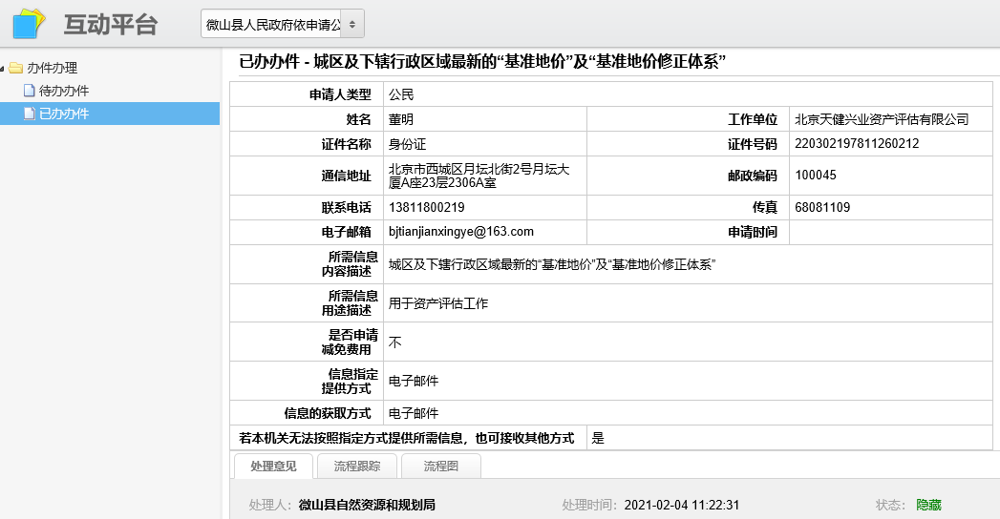 互动平台
微山县人民政府依申请公
办件办理
待办办件
已办办件
已办办件 - 城区及下辖行政区域最新的“基准地价”及“基准地价修正体系”
申请人类型 公民
姓名 董明 工作单位 北京天健兴业资产评估有限公司
证件名称 身份证 证件号码 220302197811260212
通信地址 北京市西城区月坛北街2号月坛大
厦A座23层2306A室 邮政编码 100045
联系电话 13811800219 传真 68081109
电子邮箱 bjtianjianxingye@163.com 申请时间
所需信息
内容描述 城区及下辖行政区域最新的“基准地价”及“基准地价修正体系”
所需信息
用途描述 用于资产评估工作
是否申请
减免费用 不
信息指定
提供方式 电子邮件
信息的获取方式 电子邮件
若本机关无法按照指定方式提供所需信息，也可接收其他方式 是
处理意见 流程跟踪 流程图
处理人： 微山县自然资源和规划局 处理时间： 2021-02-04 11:22:31 状态： 隐藏